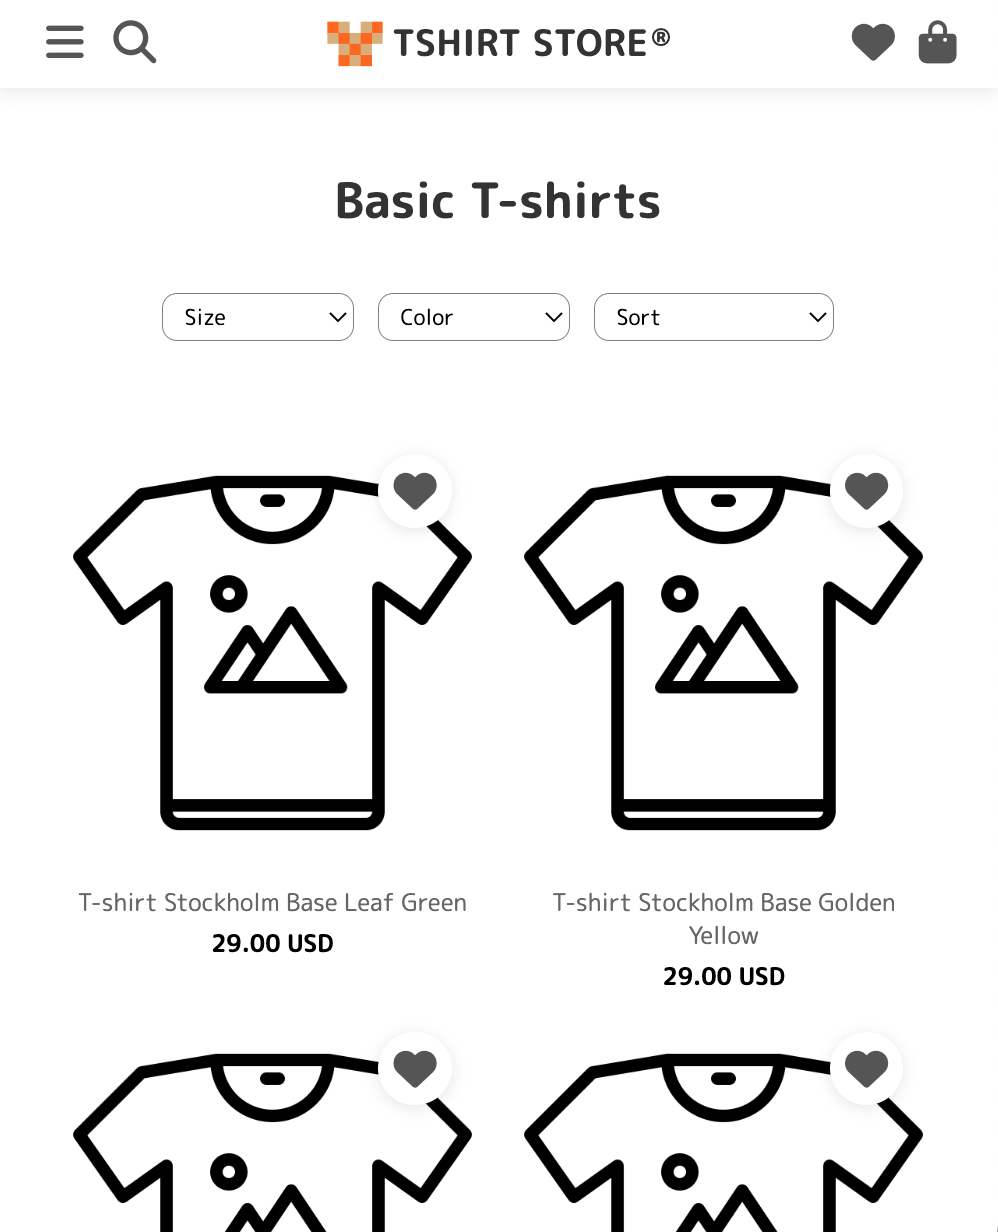 TSHIRT STORE®
Basic T-shirts
Size
Color
Sort
T-shirt Stockholm Base Leaf Green
29.00 USD
T-shirt Stockholm Base Golden
Yellow
29.00 USD